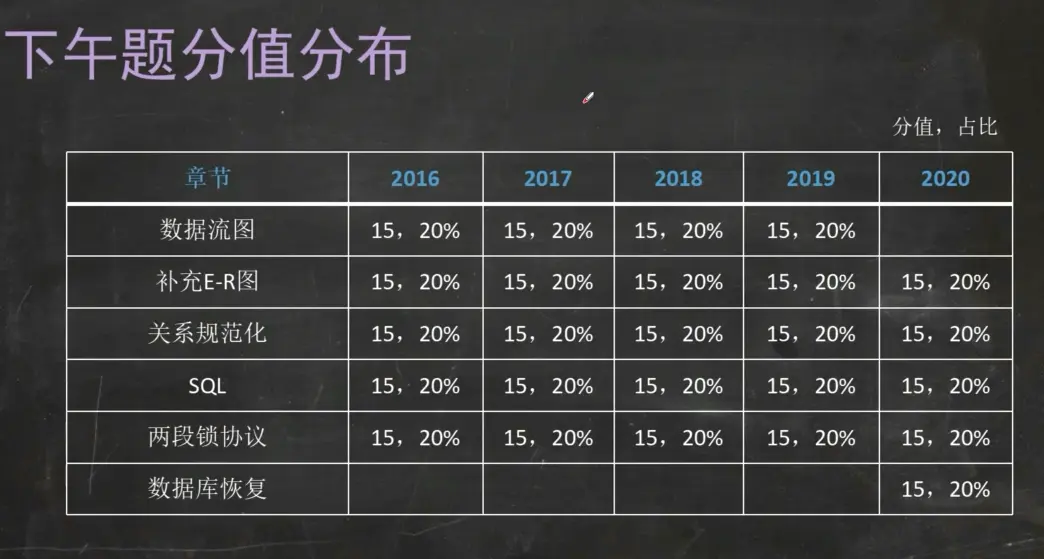 下午题分值分布
分值，占比
章节 2016 2017 2018 2019 2020
数据流图 15，20% 15，20% 15，20% 15，20%
补充E-R图 15，20% 15，20% 15，20% 15，20% 15，20%
关系规范化 15，20% 15，20% 15，20% 15，20% 15，20%
SQL 15，20% 15，20% 15，20% 15，20% 15，20%
两段锁协议 15，20% 15，20% 15，20% 15，20% 15，20%
数据库恢复 15，20%